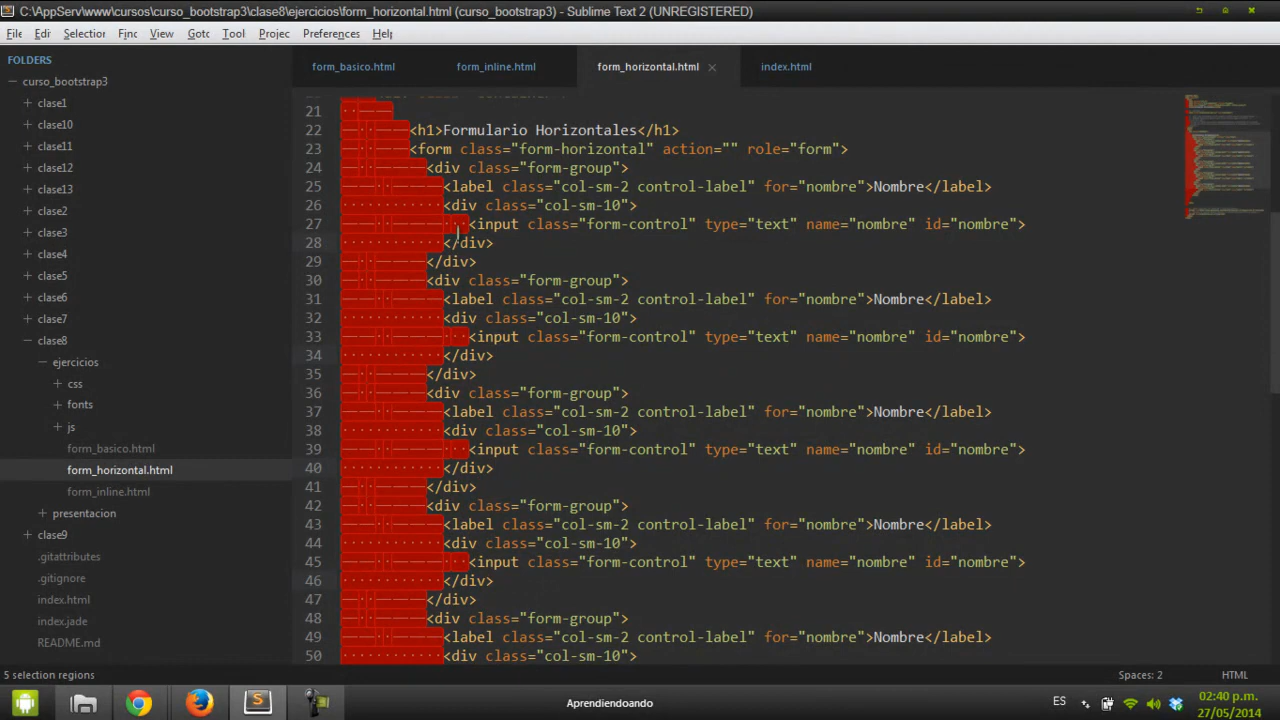 C:\AppServ\www\cursos\curso_bootstrap3\clase8\ejercicios\form_horizontal.html (curso_bootstrap3) - Sublime Text 2 (UNREGISTERED)
File Edit Selection Find View Goto Tool Project Preferences Help
FOLDERS
curso_bootstrap3
clase1
clase10
clase11
clase12
clase13
clase2
clase3
clase4
clase5
clase6
clase7
clase8
ejercicios
css
fonts
js
form_basico.html
form_horizontal.html
form_inline.html
presentacion
clase9
.gitattributes
.gitignore
index.html
index.jade
README.md
form_basico.html form_inline.html form_horizontal.html index.html
21
22 <h1>Formulario Horizontales</h1>
23 <form class="form-horizontal" action="" role="form">
24 <div class="form-group">
25 <label class="col-sm-2 control-label" for="nombre">Nombre</label>
26 <div class="col-sm-10">
27 <input class="form-control" type="text" name="nombre" id="nombre">
28 </div>
29 </div>
30 <div class="form-group">
31 <label class="col-sm-2 control-label" for="nombre">Nombre</label>
32 <div class="col-sm-10">
33 <input class="form-control" type="text" name="nombre" id="nombre">
34 </div>
35 </div>
36 <div class="form-group">
37 <label class="col-sm-2 control-label" for="nombre">Nombre</label>
38 <div class="col-sm-10">
39 <input class="form-control" type="text" name="nombre" id="nombre">
40 </div>
41 </div>
42 <div class="form-group">
43 <label class="col-sm-2 control-label" for="nombre">Nombre</label>
44 <div class="col-sm-10">
45 <input class="form-control" type="text" name="nombre" id="nombre">
46 </div>
47 </div>
48 <div class="form-group">
49 <label class="col-sm-2 control-label" for="nombre">Nombre</label>
50 <div class="col-sm-10">
5 selection regions Spaces: 2 HTML
Aprendiendoando ES 02:40 p.m.
27/05/2014